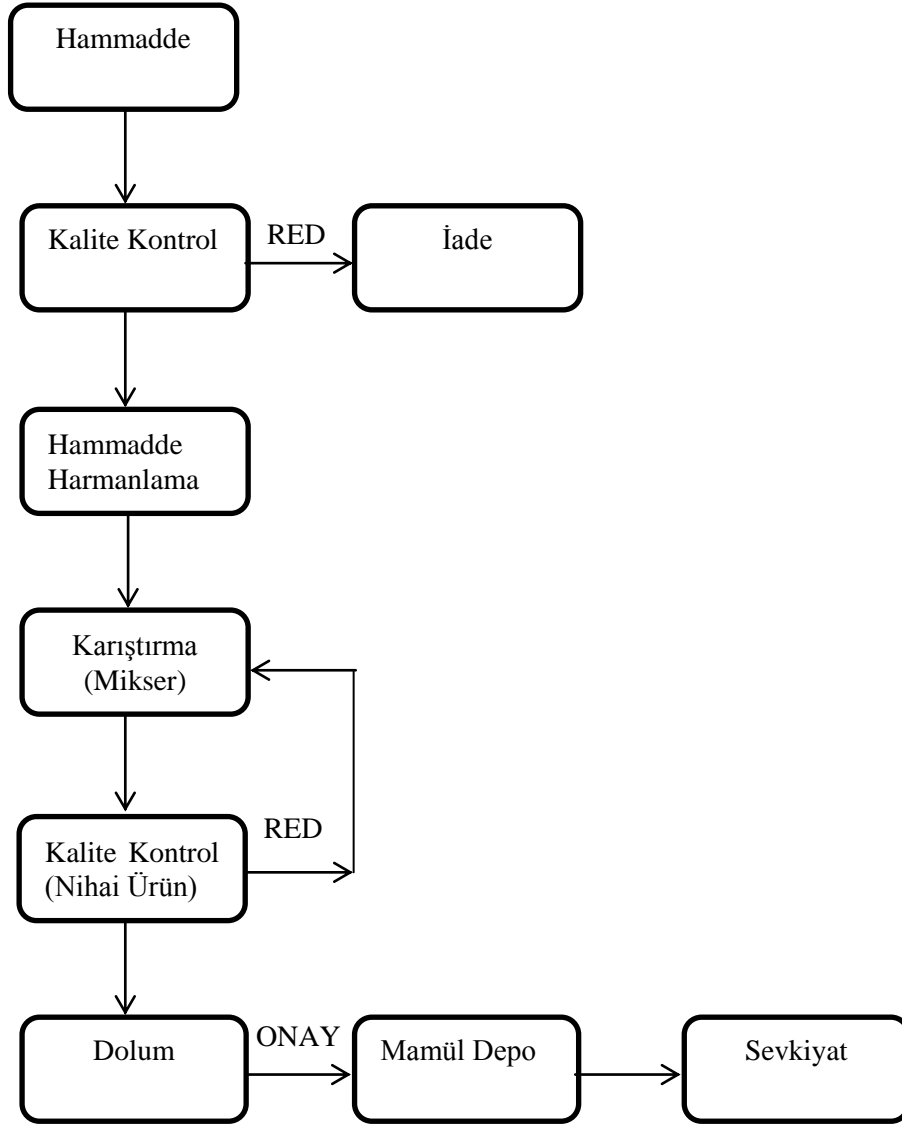 Hammadde
Kalite Kontrol
RED
İade
Hammadde
Harmanlama
Karıştırma
(Mikser)
Kalite Kontrol
(Nihai Ürün)
RED
Dolum
ONAY
Mamül Depo
Sevkiyat